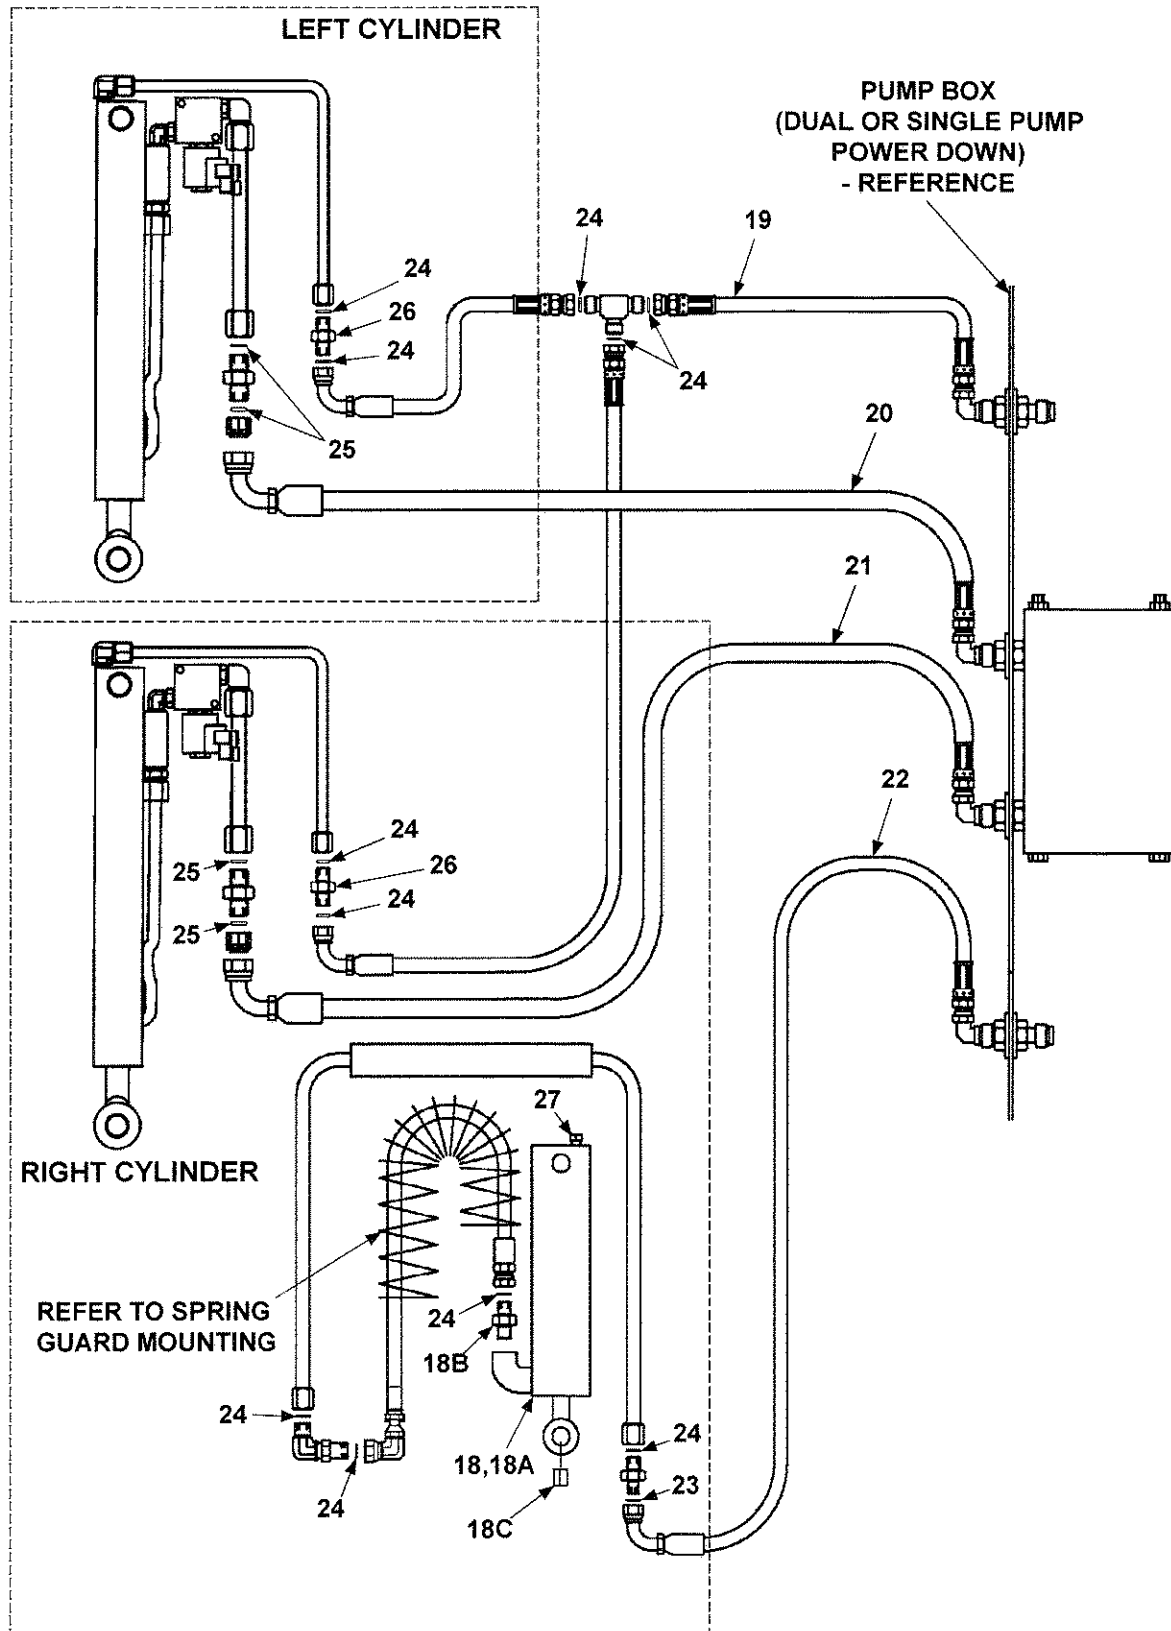 LEFT CYLINDER
PUMP BOX
(DUAL OR SINGLE PUMP
POWER DOWN)
- REFERENCE
24
19
24
26
24
24
25
20
21
22
24
25
26
24
25
27
RIGHT CYLINDER
REFER TO SPRING
GUARD MOUNTING
24
18B
24
24
18,18A
24
23
18C